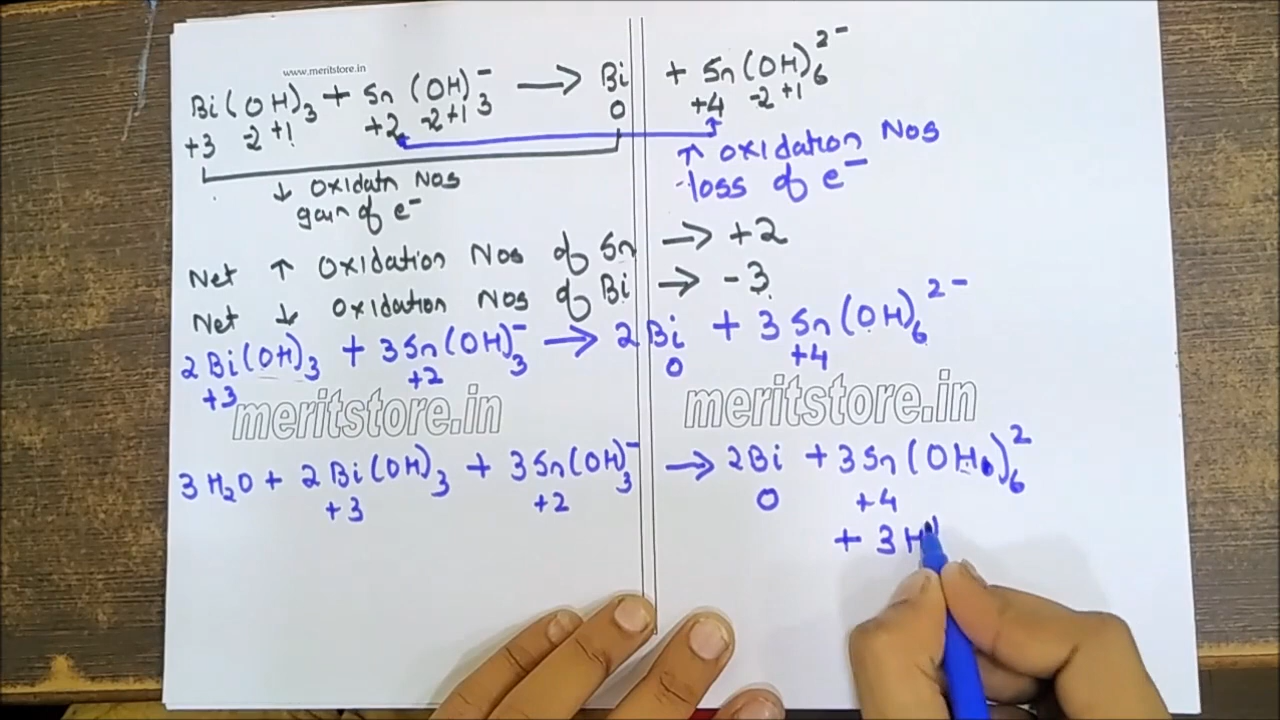 www.meritstore.in
Bi(OH)₃ + Sn(OH)₃⁻ → Bi + Sn(OH)₆²⁻
+3 -2 +1 +2 -2 +1 0 +4 -2 +1
↓ Oxidatn Nos
gain of e⁻
↑ Oxidation Nos
loss of e⁻
Net ↑ Oxidation Nos of Sn → +2
Net ↓ Oxidation Nos of Bi → -3
2Bi(OH)₃ + 3Sn(OH)₃⁻ → 2Bi + 3Sn(OH)₆²⁻
+3 +2 0 +4
meritstore.in meritstore.in
3H₂O + 2Bi(OH)₃ + 3Sn(OH)₃⁻ → 2Bi + 3Sn(OH)₆²
+3 +2 0 +4
+ 3H